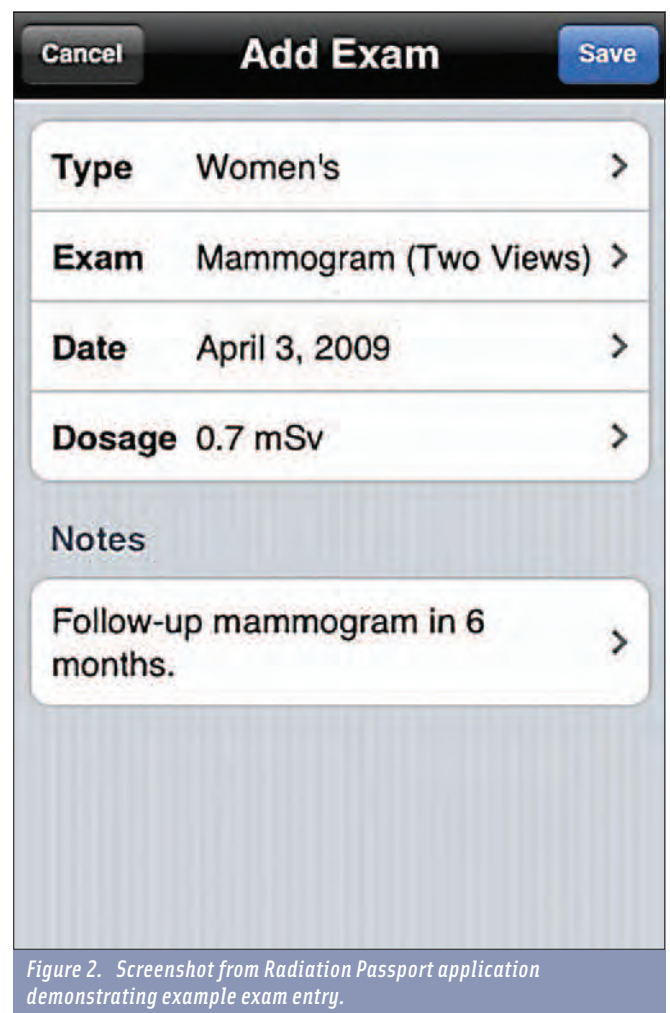 Cancel Add Exam Save
Type Women's
Exam Mammogram (Two Views)
Date April 3, 2009
Dosage 0.7 mSv
Notes
Follow-up mammogram in 6
months.
Figure 2. Screenshot from Radiation Passport application
demonstrating example exam entry.